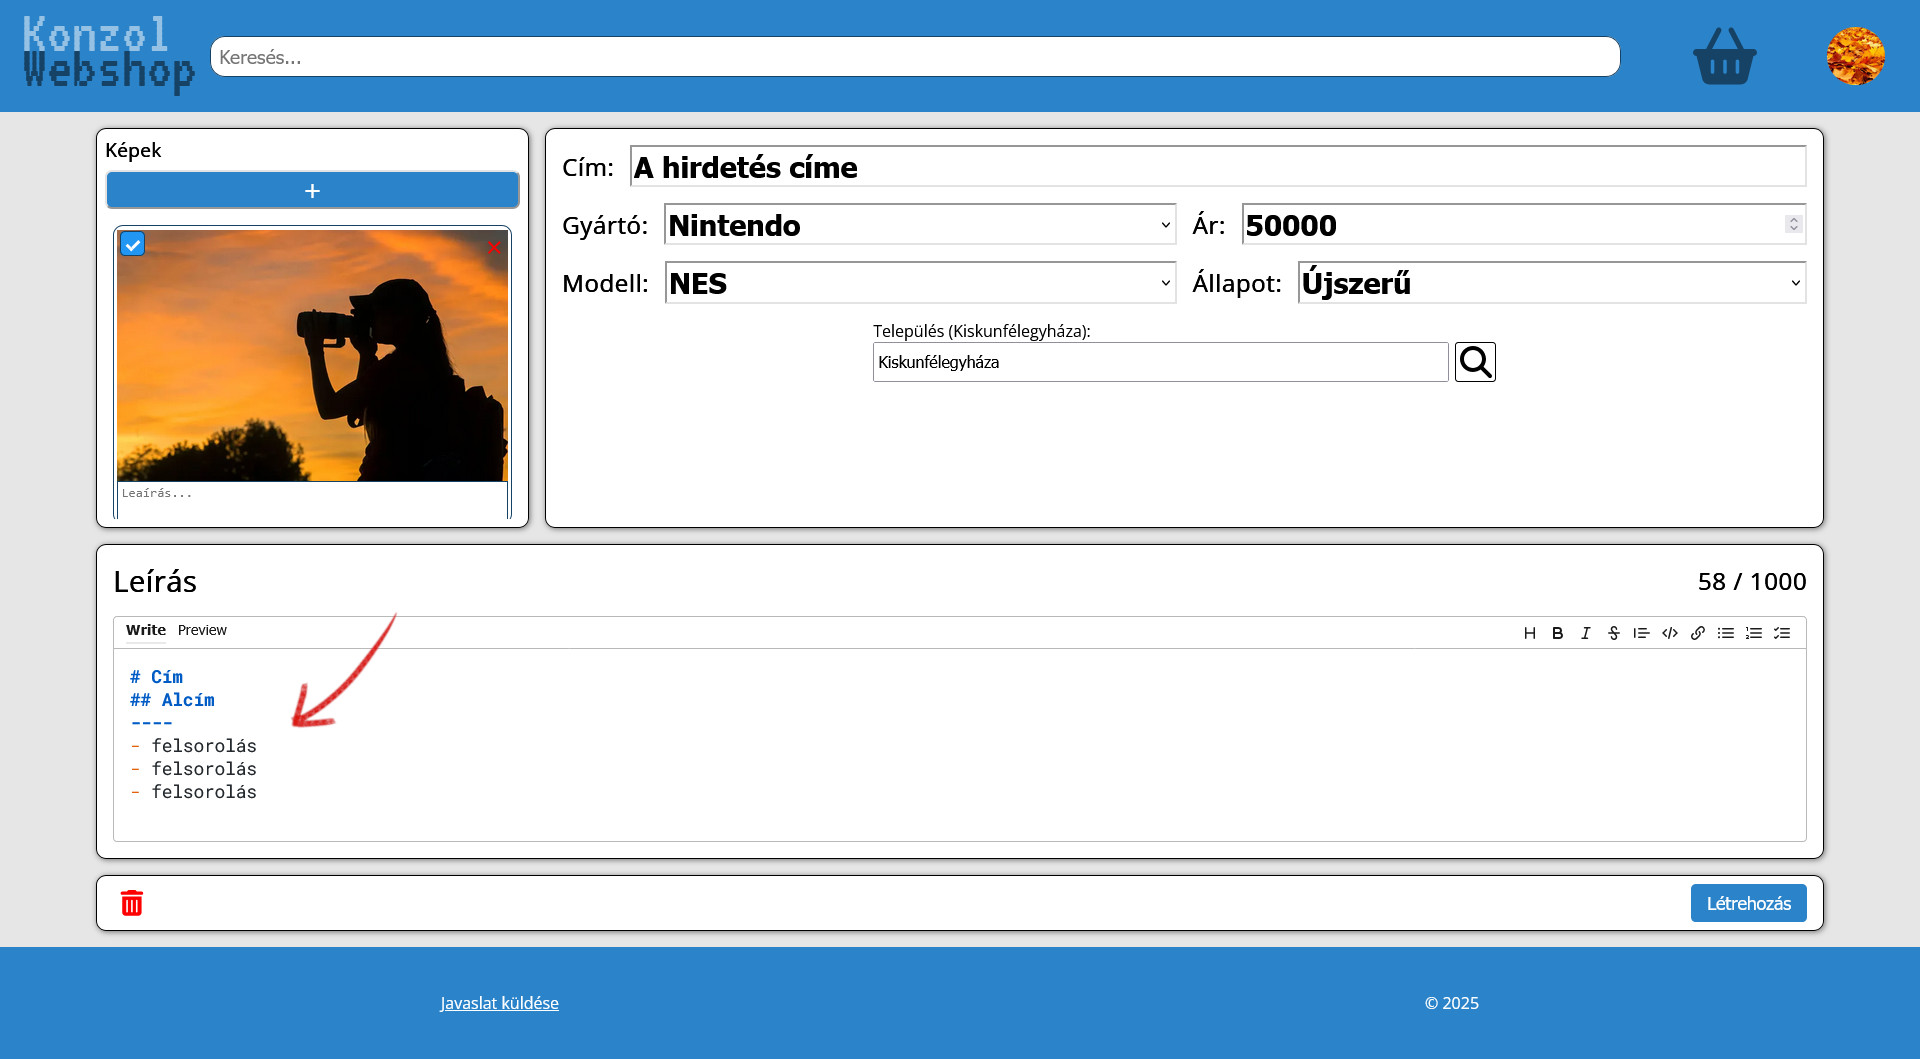 Konzol
Webshop
Keresés...
Képek
+
Leaírás...
Cím: A hirdetés címe
Gyártó: Nintendo Ár: 50000
Modell: NES Állapot: Újszerű
Település (Kiskunfélegyháza):
Kiskunfélegyháza
Leírás 58 / 1000
Write Preview
# Cím
## Alcím
----
- felsorolás
- felsorolás
- felsorolás
Létrehozás
Javaslat küldése © 2025